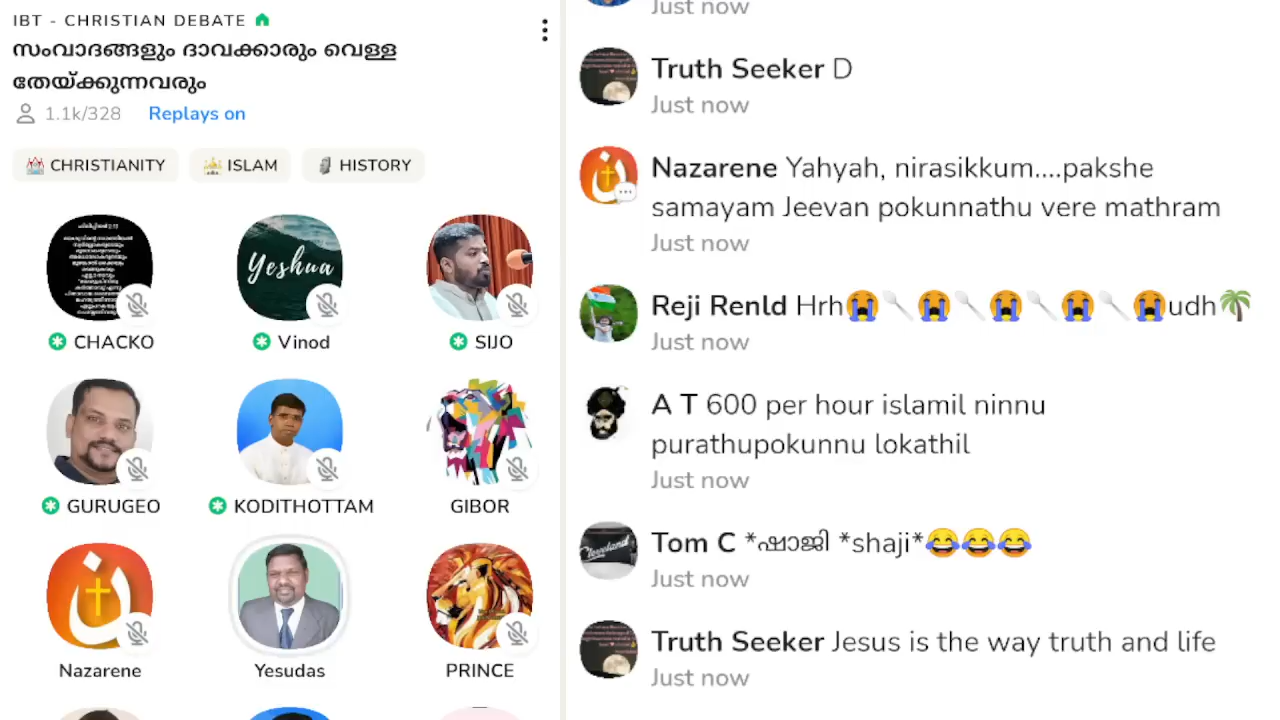 IBT - CHRISTIAN DEBATE
സംവാദങ്ങളും ദാവക്കാരും വെള്ള
തേയ്ക്കുന്നവരും
1.1k/328 Replays on
CHRISTIANITY ISLAM HISTORY
Yeshua
CHACKO Vinod SIJO
GURUGEO KODITHOTTAM GIBOR
ن
Nazarene Yesudas PRINCE
Just now
Truth Seeker D
Just now
Nazarene Yahyah, nirasikkum....pakshe
samayam Jeevan pokunnathu vere mathram
Just now
Reji Renld Hrh😭🥄😭🥄😭🥄😭🥄😭udh🌴
Just now
A T 600 per hour islamil ninnu
purathupokunnu lokathil
Just now
Tom C *ഷാജി *shaji*😂😂😂
Just now
Truth Seeker Jesus is the way truth and life
Just now